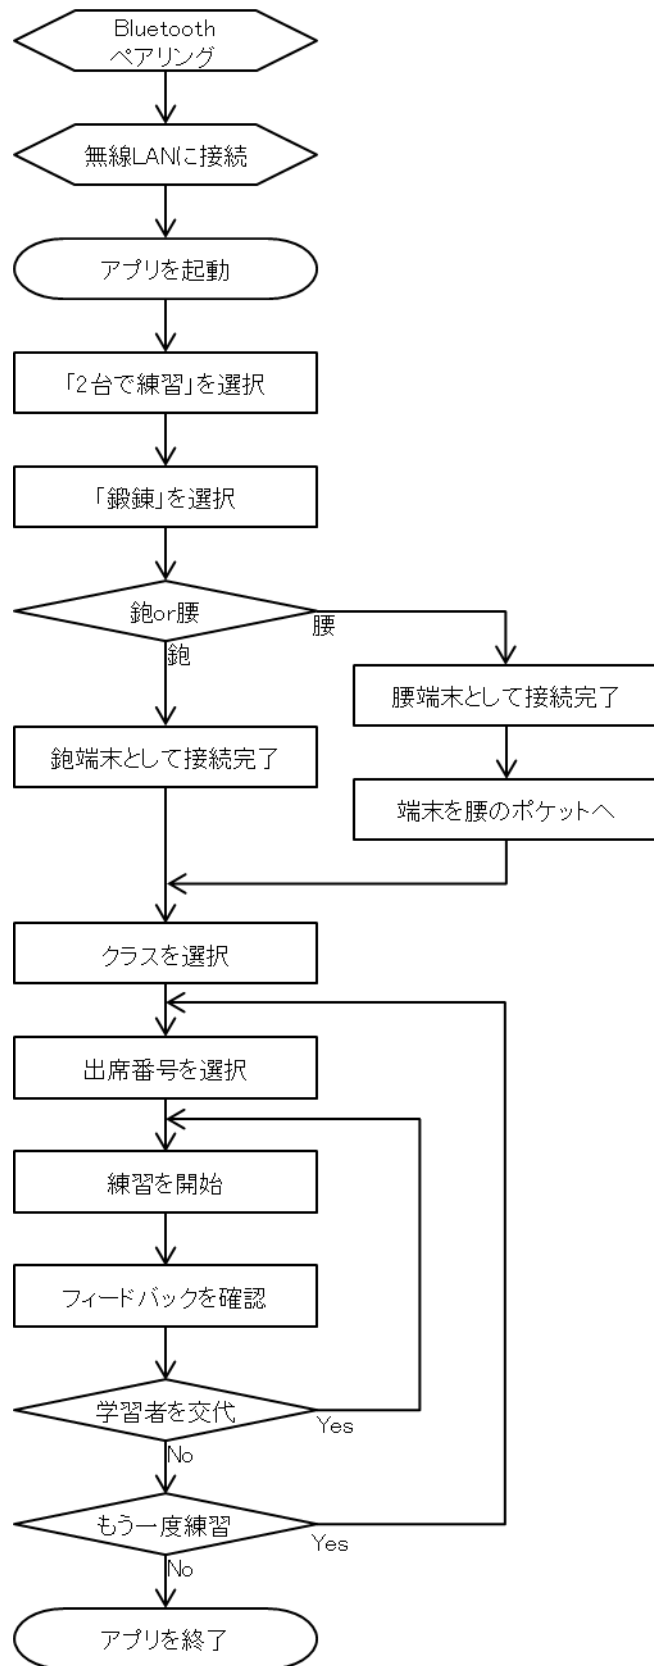 Bluetooth
ペアリング
無線LANに接続
アプリを起動
「2台で練習」を選択
「鍛錬」を選択
鉋or腰
腰
鉋
腰端末として接続完了
鉋端末として接続完了
端末を腰のポケットへ
クラスを選択
出席番号を選択
練習を開始
フィードバックを確認
学習者を交代
Yes
No
もう一度練習
Yes
No
アプリを終了